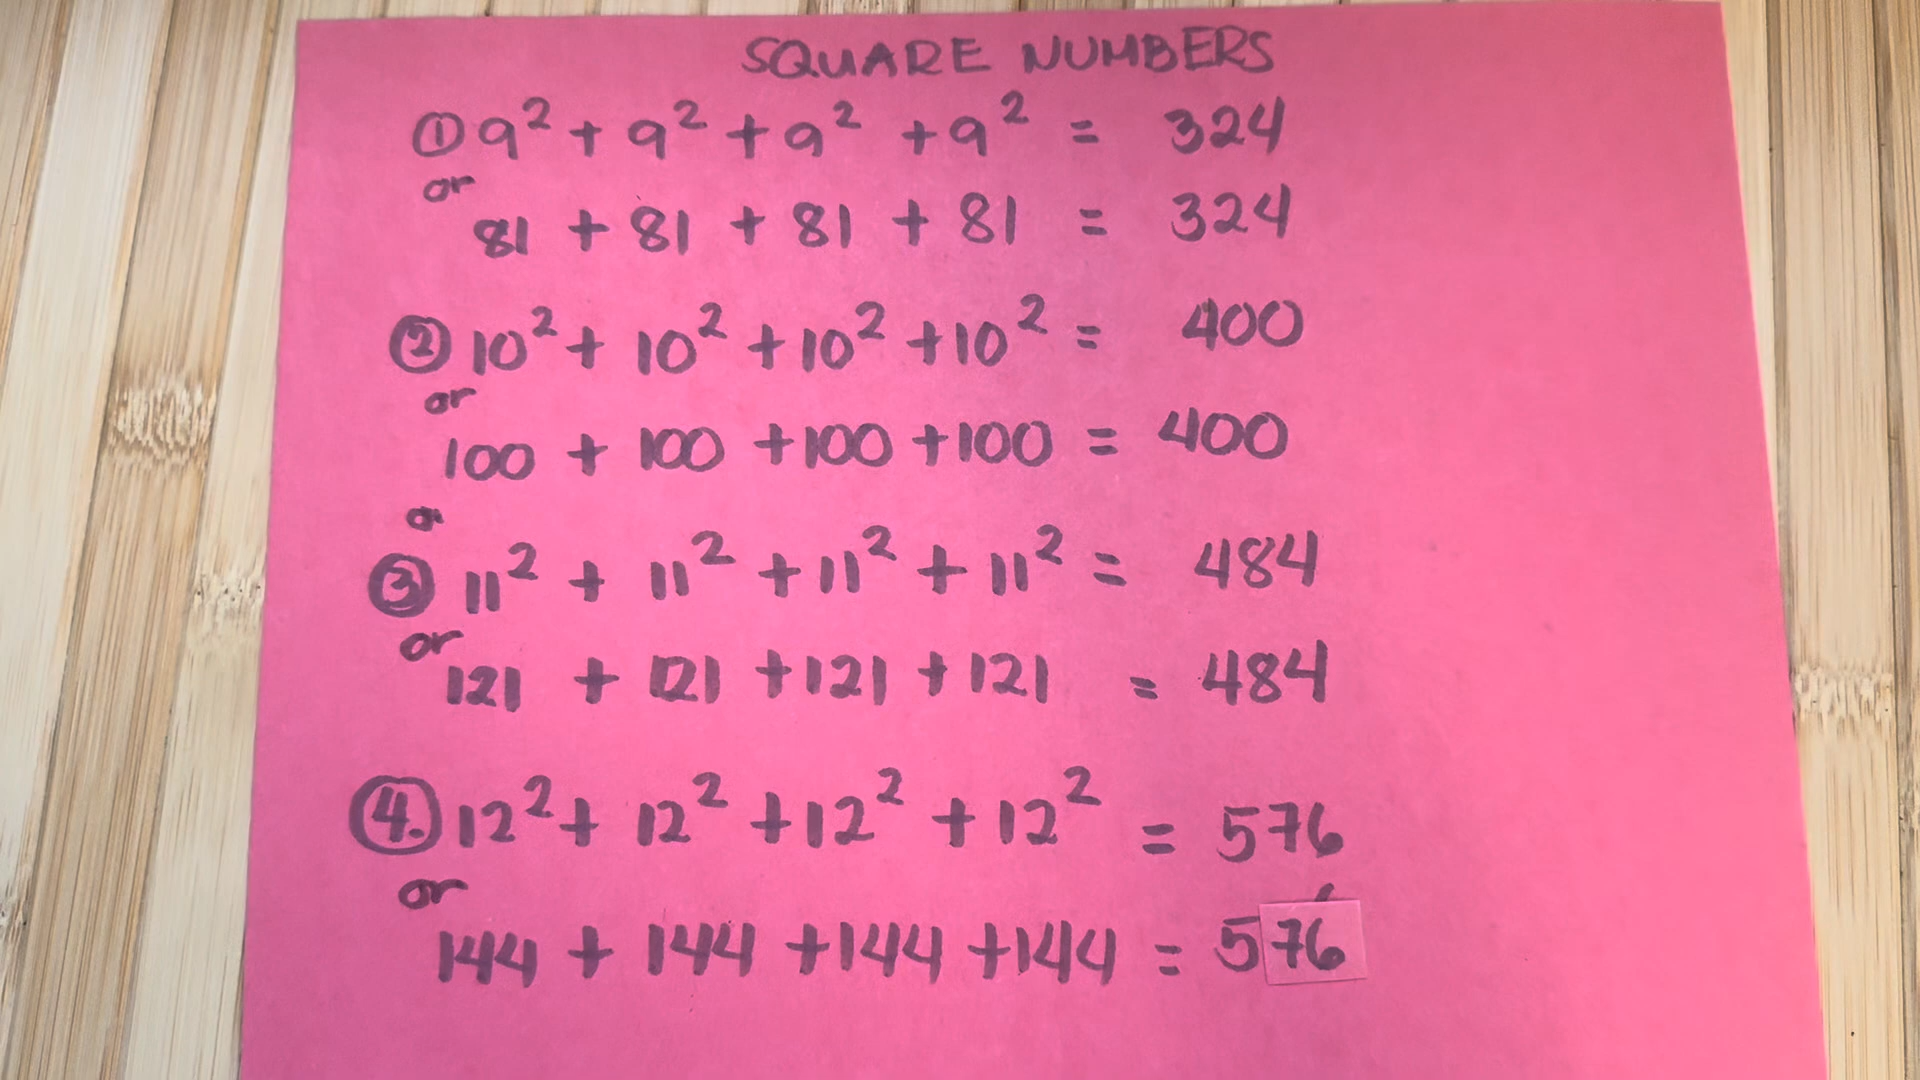 SQUARE NUMBERS
① 9² + 9² + 9² + 9² = 324
or
81 + 81 + 81 + 81 = 324
② 10² + 10² + 10² + 10² = 400
or
100 + 100 + 100 + 100 = 400
or
③ 11² + 11² + 11² + 11² = 484
or
121 + 121 + 121 + 121 = 484
④. 12² + 12² + 12² + 12² = 576
or
144 + 144 + 144 + 144 = 576